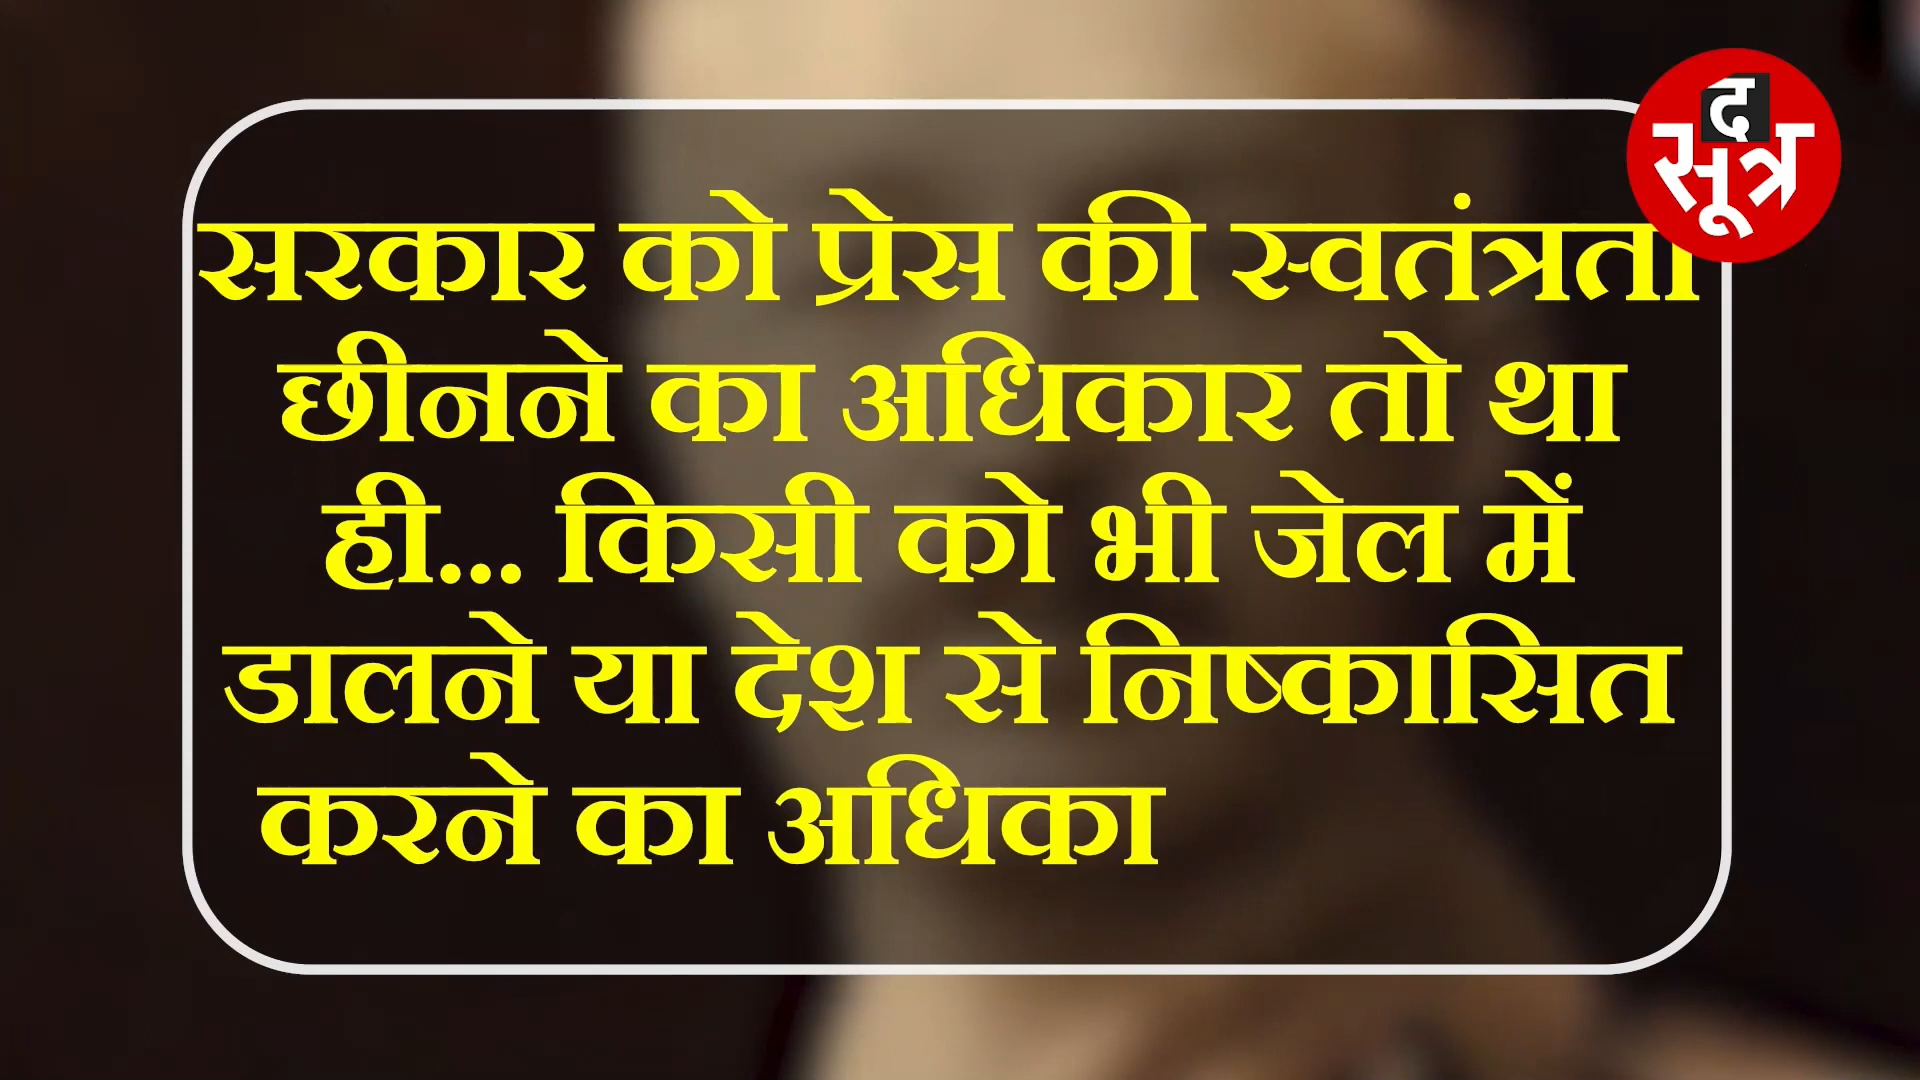 द
सूत्र
सरकार को प्रेस की स्वतंत्रता
छीनने का अधिकार तो था
ही... किसी को भी जेल में
डालने या देश से निष्कासित
करने का अधिका